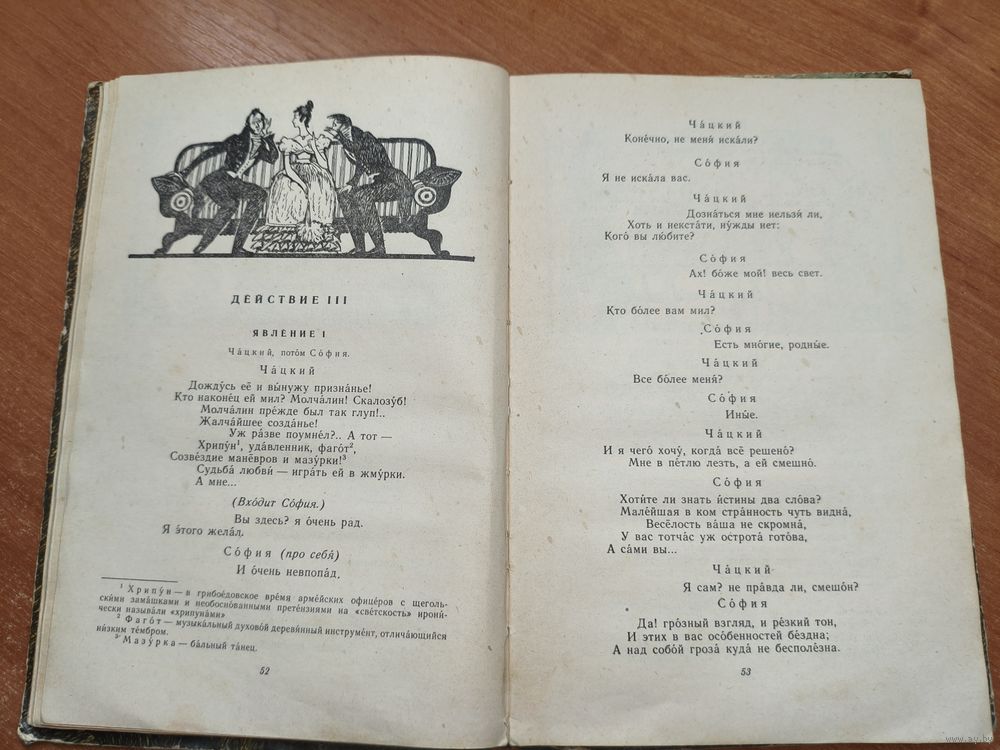 ДЕЙСТВИЕ III
ЯВЛЕ́НИЕ I
Ча́цкий, пото́м Со́фия.
Ча́цкий
Дожду́сь её и вы́нужу призна́нье!
Кто наконе́ц ей мил? Молча́лин! Скалозу́б!
Молча́лин пре́жде был так глуп!..
Жалча́йшее созда́нье!
Уж ра́зве поумне́л?.. А тот —
Хрипу́н¹, уда́вленник, фаго́т²,
Созве́здие манёвров и мазу́рки!³
Судьба́ любви́ — игра́ть ей в жму́рки.
А мне...
(Вхо́дит Со́фия.)
Вы здесь? я о́чень рад.
Я э́того жела́л.
Со́фия (про себя́)
И о́чень невпопа́д.
¹ Хрипу́н — в грибое́довское вре́мя арме́йских офице́ров с щеголь-
ски́ми зама́шками и необосно́ванными прете́нзиями на «све́тскость» ирони́-
чески называ́ли «хрипуна́ми»
² Фаго́т — музыка́льный духово́й деревя́нный инструме́нт, отлича́ющийся
ни́зким те́мбром.
³ Мазу́рка — ба́льный та́нец.
52
Ча́цкий
Коне́чно, не меня́ иска́ли?
Со́фия
Я не иска́ла вас.
Ча́цкий
Дозна́ться мне нельзя́ ли,
Хоть и некста́ти, ну́жды нет:
Кого́ вы лю́бите?
Со́фия
Ах! бо́же мой! весь свет.
Ча́цкий
Кто бо́лее вам мил?
Со́фия
Есть мно́гие, родны́е.
Ча́цкий
Все бо́лее меня́?
Со́фия
Ины́е.
Ча́цкий
И я чего́ хочу́, когда́ всё решено́?
Мне в пе́тлю лезть, а ей смешно́.
Со́фия
Хоти́те ли знать и́стины два сло́ва?
Мале́йшая в ком стра́нность чуть видна́,
Весёлость ва́ша не скромна́,
У вас тотча́с уж острота́ гото́ва,
А са́ми вы...
Ча́цкий
Я сам? не пра́вда ли, смешо́н?
Со́фия
Да! гро́зный взгляд, и ре́зкий тон,
И э́тих в вас осо́бенностей бе́здна;
А над собо́й гроза́ куда́ не бесполе́зна.
53
www.ay.by